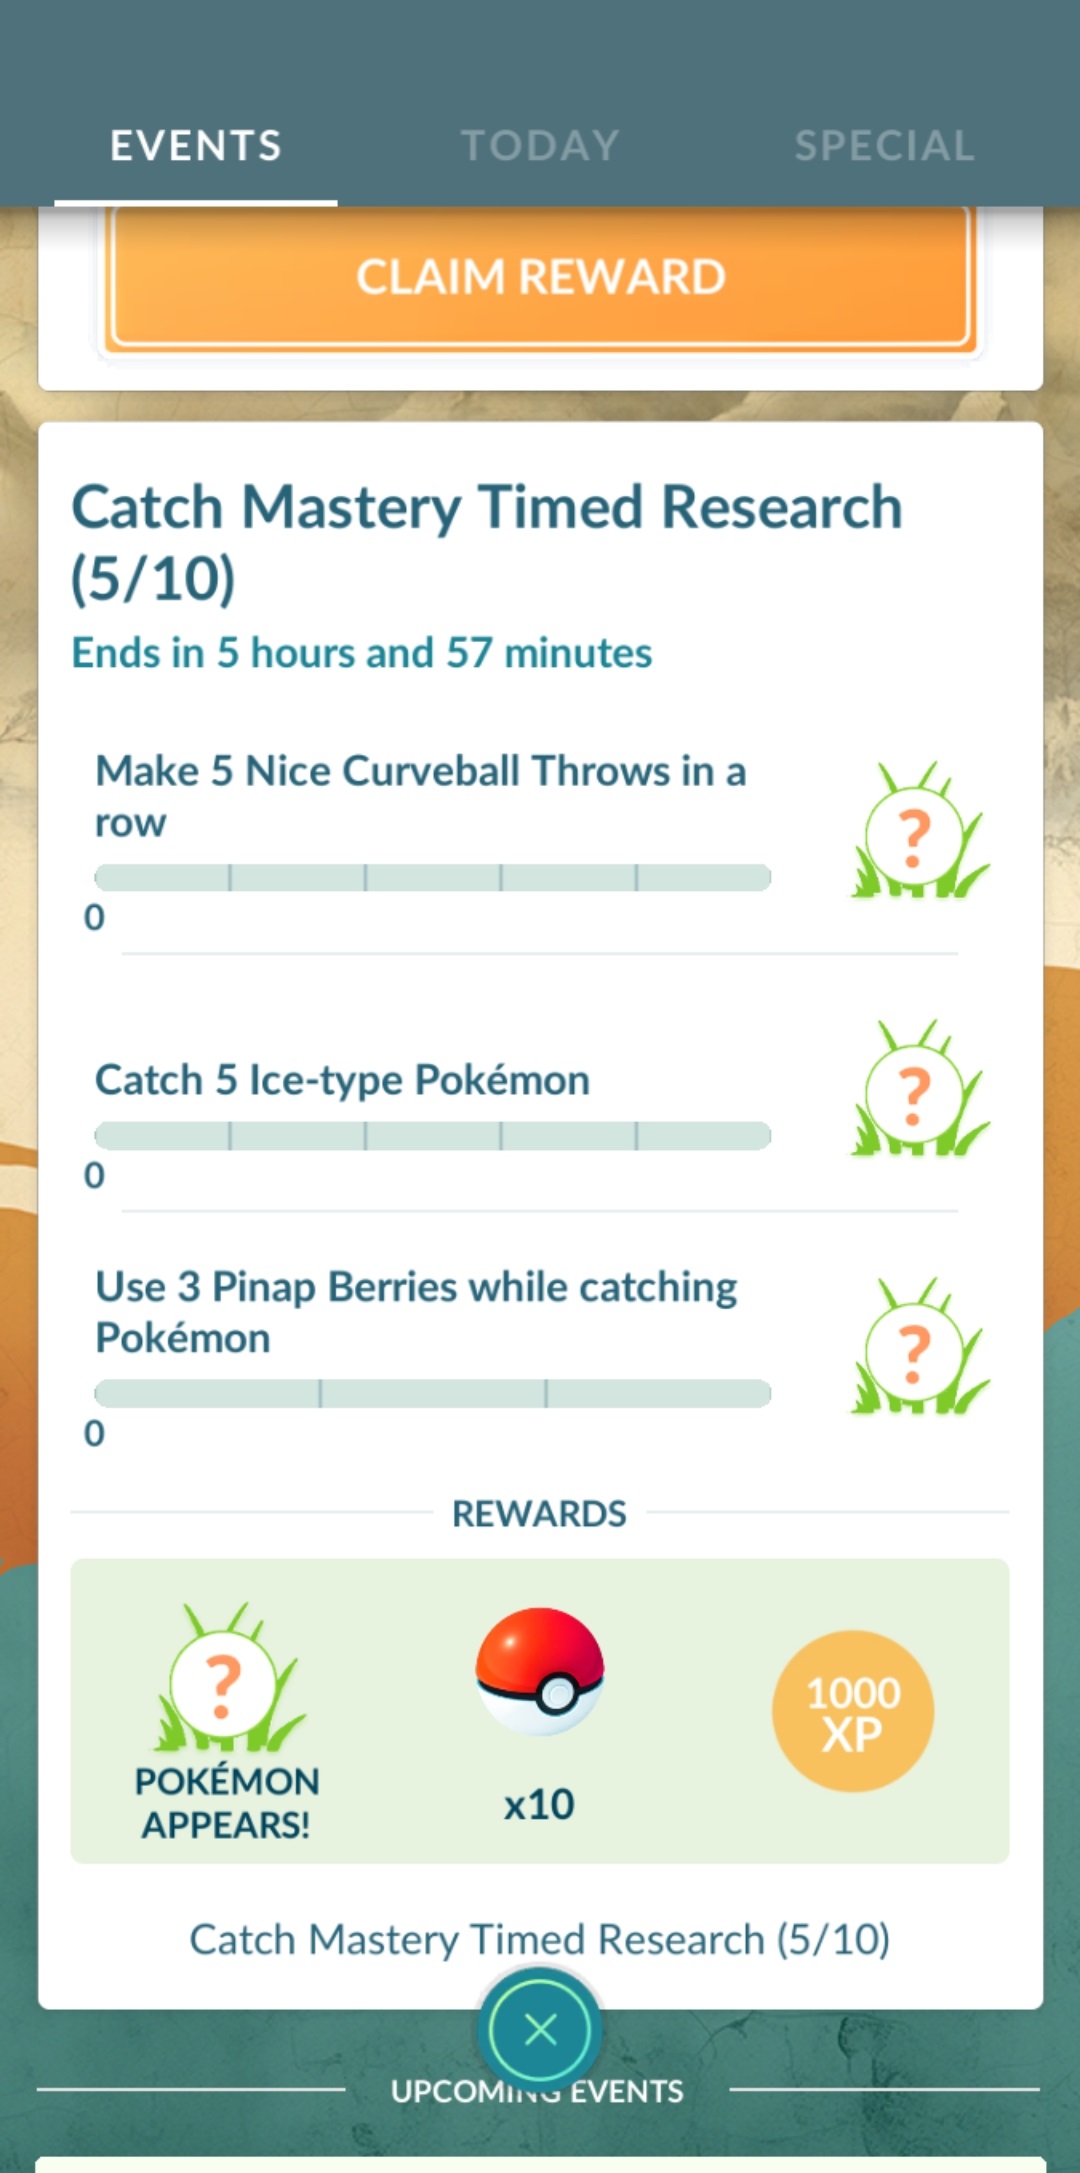 EVENTS
TODAY
SPECIAL
CLAIM REWARD
Catch Mastery Timed Research
(5/10)
Ends in 5 hours and 57 minutes
Make 5 Nice Curveball Throws in a
row
?
0
Catch 5 Ice-type Pokémon
?
0
Use 3 Pinap Berries while catching
Pokémon
?
0
REWARDS
?
POKÉMON
APPEARS!
x10
1000
XP
Catch Mastery Timed Research (5/10)
UPCOMING EVENTS